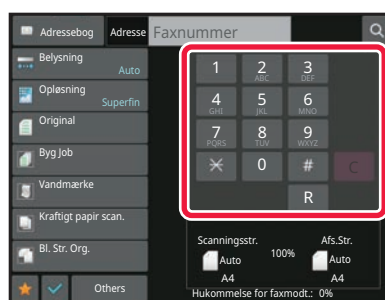 Adressebog Adresse Faxnummer
Belysning
Auto
Opløsning
Superfin
Original
Byg Job
Vandmærke
Kraftigt papir scan.
Bl. Str. Org.
Others
1 2 3
ABC DEF
4 5 6
GHI JKL MNO
7 8 9
PQRS TUV WXYZ
0 # C
R
Scanningsstr. Afs.Str.
Auto 100% Auto
A4 A4
Hukommelse for faxmodt.: 0%